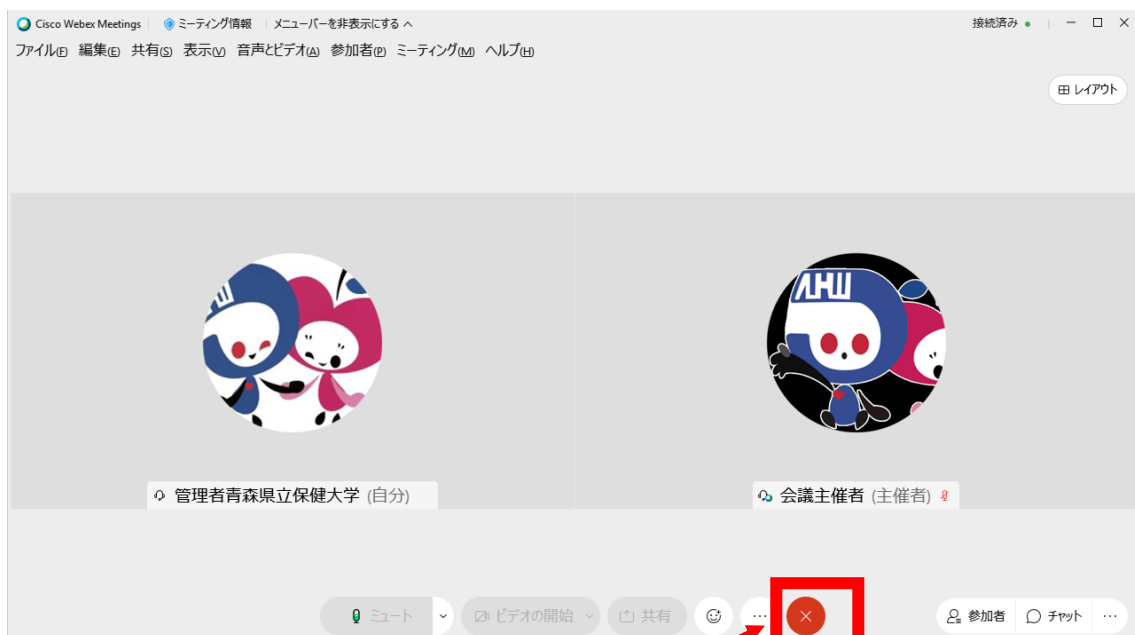 Cisco Webex Meetings ミーティング情報 メニューバーを非表示にする 接続済み
ファイル(F) 編集(E) 共有(S) 表示(V) 音声とビデオ(A) 参加者(P) ミーティング(M) ヘルプ(H)
レイアウト
AHU
管理者青森県立保健大学 (自分) 会議主催者 (主催者)
ミュート ビデオの開始 共有 参加者 チャット